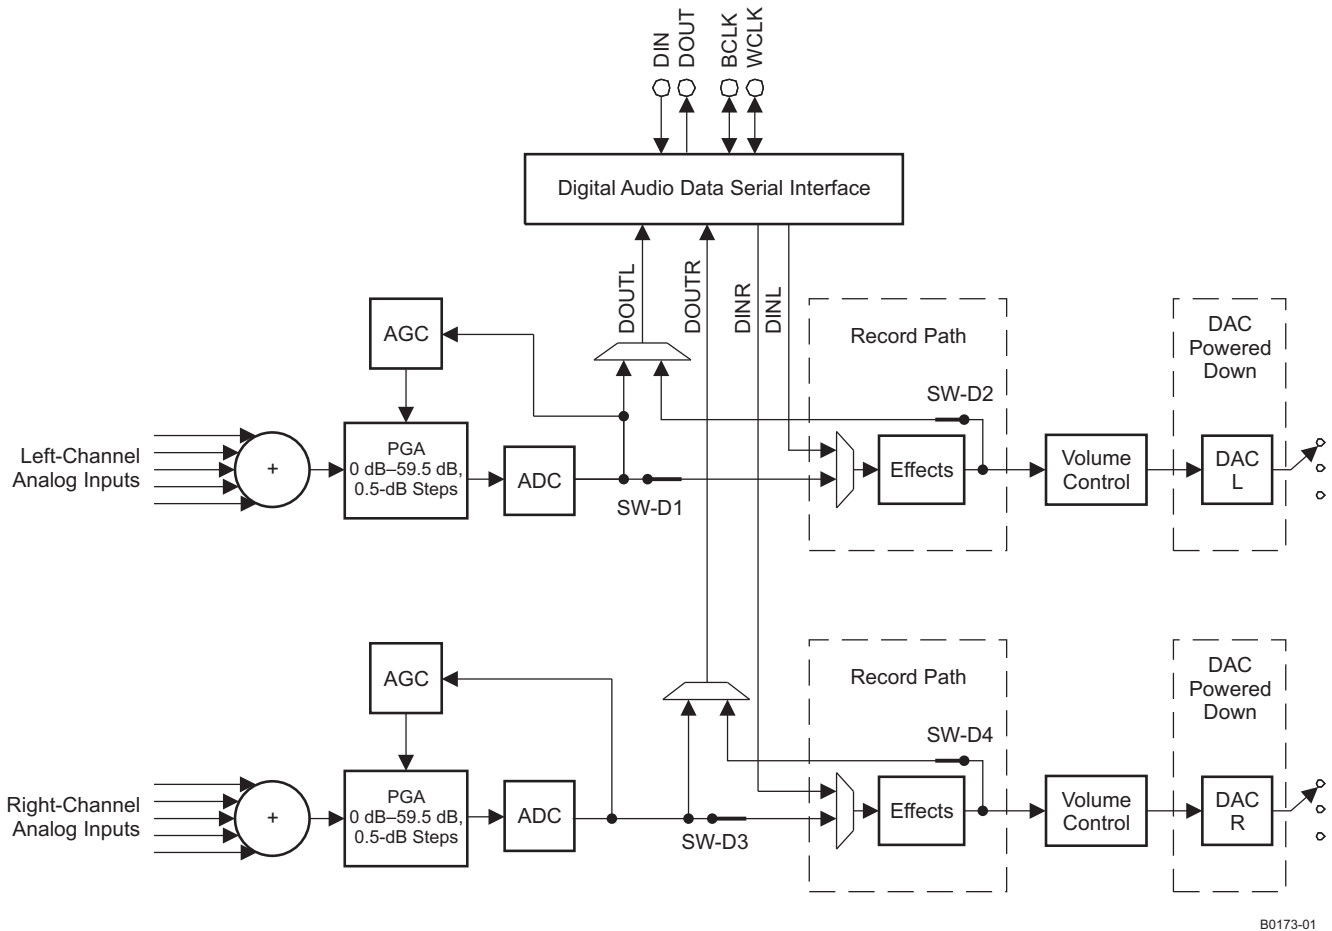 DIN
DOUT
BCLK
WCLK
Digital Audio Data Serial Interface
DOUTL
DOUTR
DINR
DINL
AGC
Record Path
DAC
Powered
Down
SW-D2
Left-Channel
Analog Inputs
+
PGA
0 dB–59.5 dB,
0.5-dB Steps
ADC
SW-D1
Effects
Volume
Control
DAC
L
AGC
Record Path
DAC
Powered
Down
SW-D4
Right-Channel
Analog Inputs
+
PGA
0 dB–59.5 dB,
0.5-dB Steps
ADC
SW-D3
Effects
Volume
Control
DAC
R
B0173-01